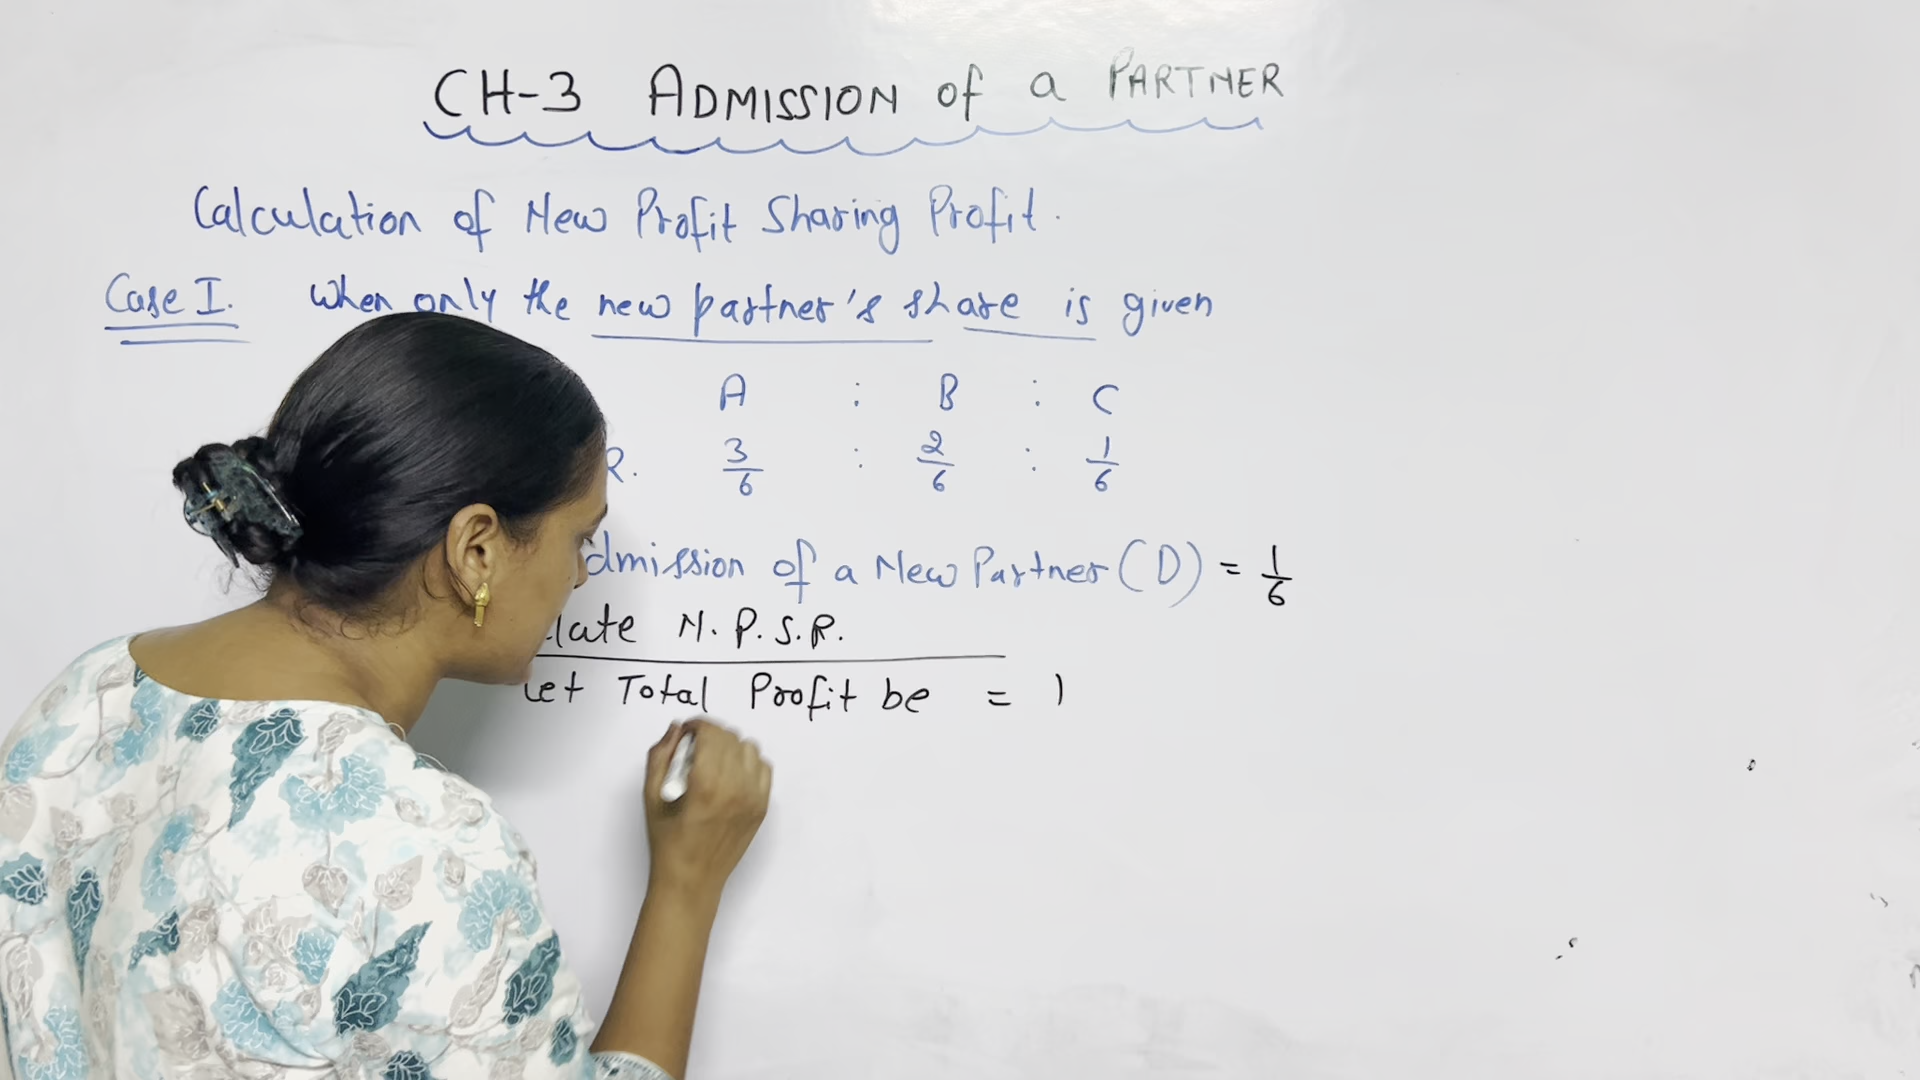 CH-3 ADMISSION of a PARTNER
Calculation of New Profit Sharing Profit.
Case I. When only the new partner's share is given
A : B : C
R. 3/6 : 2/6 : 1/6
dmission of a New Partner (D) = 1/6
late N.P.S.R.
Let Total Profit be = 1